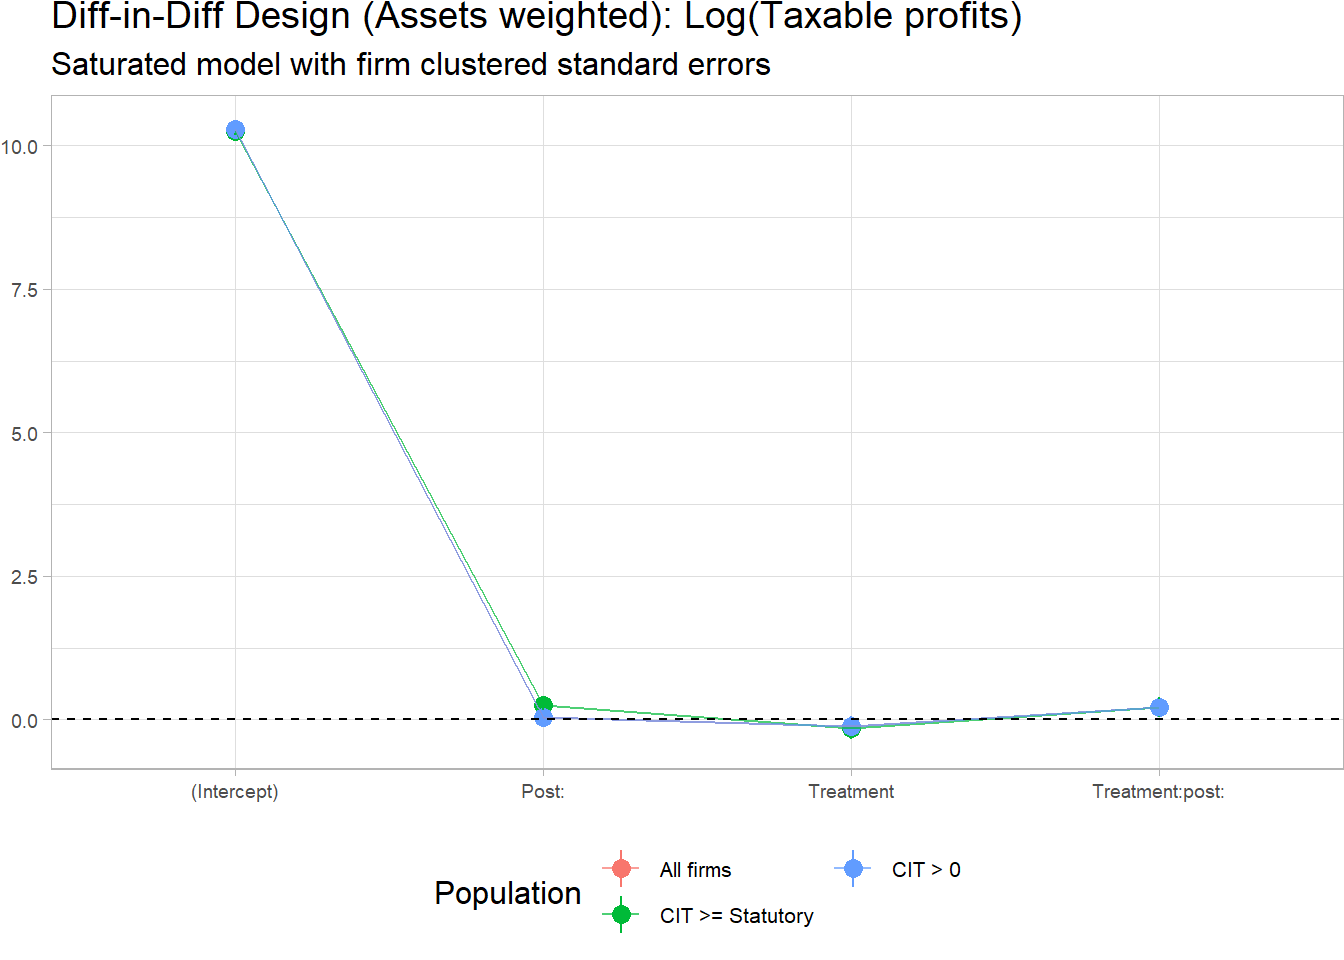 Diff-in-Diff Design (Assets weighted): Log(Taxable profits)
Saturated model with firm clustered standard errors
10.0
7.5
5.0
2.5
0.0
(Intercept)
Post:
Treatment
Treatment:post:
Population
All firms
CIT > 0
CIT >= Statutory